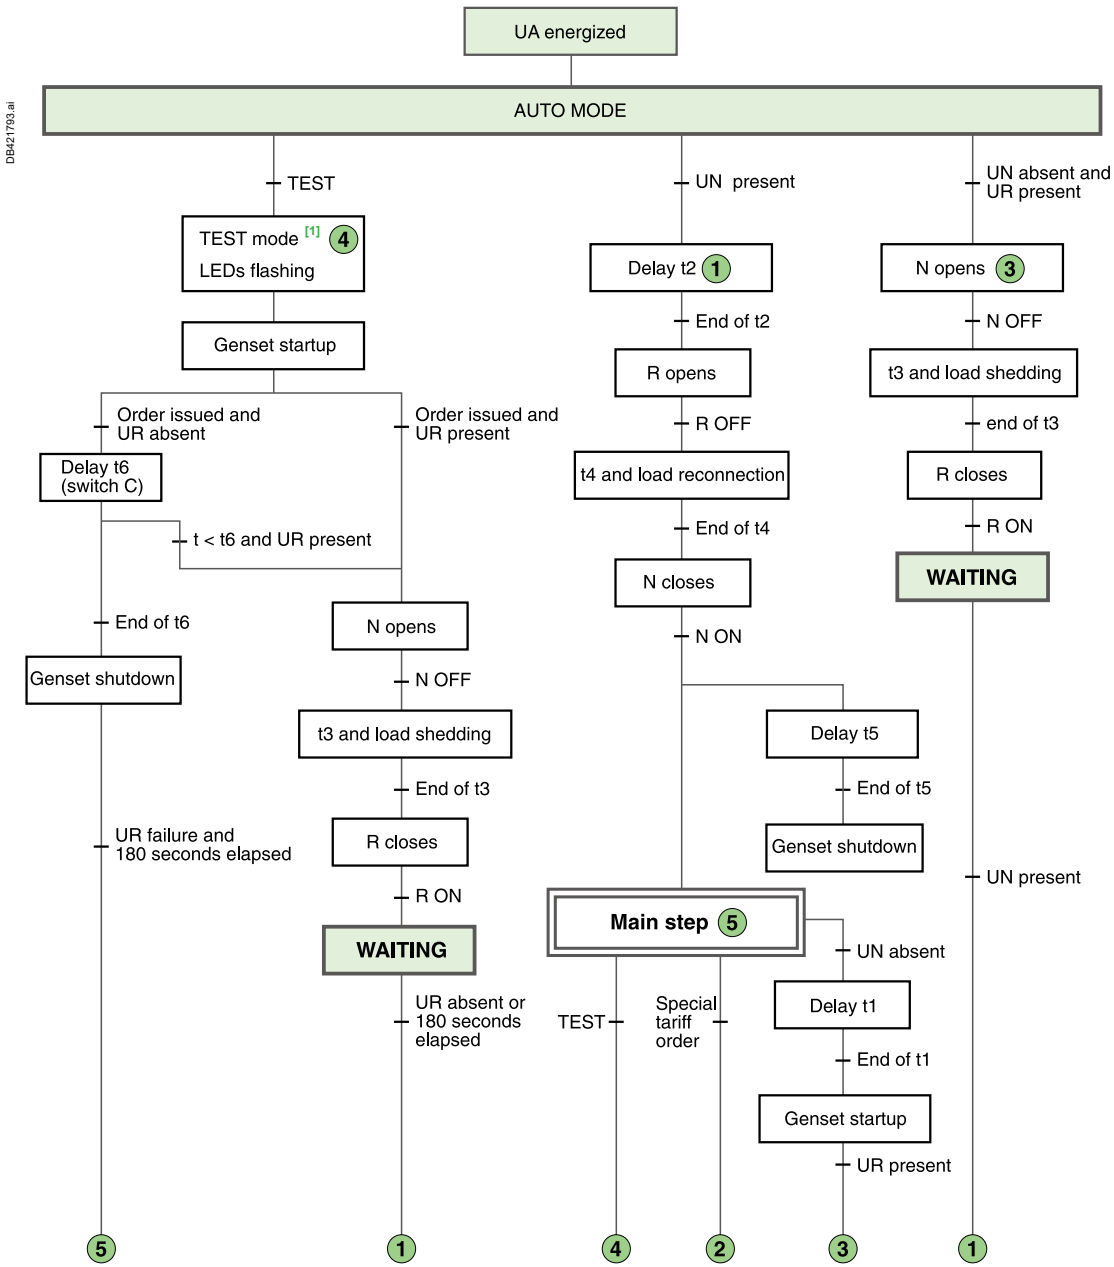 UA energized
AUTO MODE
DB421793.ai
TEST
TEST mode [1] 4
LEDs flashing
Genset startup
Order issued and
UR absent
Order issued and
UR present
Delay t6
(switch C)
t < t6 and UR present
End of t6
Genset shutdown
UR failure and
180 seconds elapsed
5
N opens
N OFF
t3 and load shedding
End of t3
R closes
R ON
WAITING
UR absent or
180 seconds
elapsed
1
UN present
Delay t2 1
End of t2
R opens
R OFF
t4 and load reconnection
End of t4
N closes
N ON
Delay t5
End of t5
Genset shutdown
Main step 5
TEST
4
Special
tariff
order
2
UN absent
Delay t1
End of t1
Genset startup
UR present
3
UN absent and
UR present
N opens 3
N OFF
t3 and load shedding
end of t3
R closes
R ON
WAITING
UN present
1